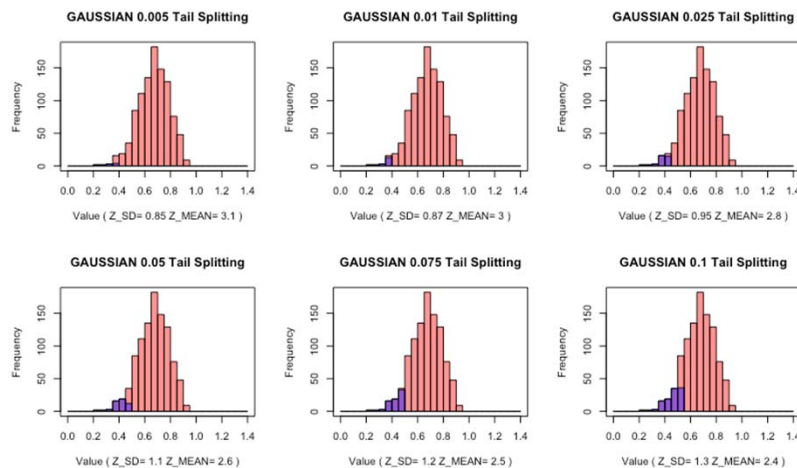 GAUSSIAN 0.005 Tail Splitting
Frequency
0 50 100 150
0.0 0.2 0.4 0.6 0.8 1.0 1.2 1.4
Value ( Z_SD= 0.85 Z_MEAN= 3.1 )
GAUSSIAN 0.01 Tail Splitting
Frequency
0 50 100 150
0.0 0.2 0.4 0.6 0.8 1.0 1.2 1.4
Value ( Z_SD= 0.87 Z_MEAN= 3 )
GAUSSIAN 0.025 Tail Splitting
Frequency
0 50 100 150
0.0 0.2 0.4 0.6 0.8 1.0 1.2 1.4
Value ( Z_SD= 0.95 Z_MEAN= 2.8 )
GAUSSIAN 0.05 Tail Splitting
Frequency
0 50 100 150
0.0 0.2 0.4 0.6 0.8 1.0 1.2 1.4
Value ( Z_SD= 1.1 Z_MEAN= 2.6 )
GAUSSIAN 0.075 Tail Splitting
Frequency
0 50 100 150
0.0 0.2 0.4 0.6 0.8 1.0 1.2 1.4
Value ( Z_SD= 1.2 Z_MEAN= 2.5 )
GAUSSIAN 0.1 Tail Splitting
Frequency
0 50 100 150
0.0 0.2 0.4 0.6 0.8 1.0 1.2 1.4
Value ( Z_SD= 1.3 Z_MEAN= 2.4 )